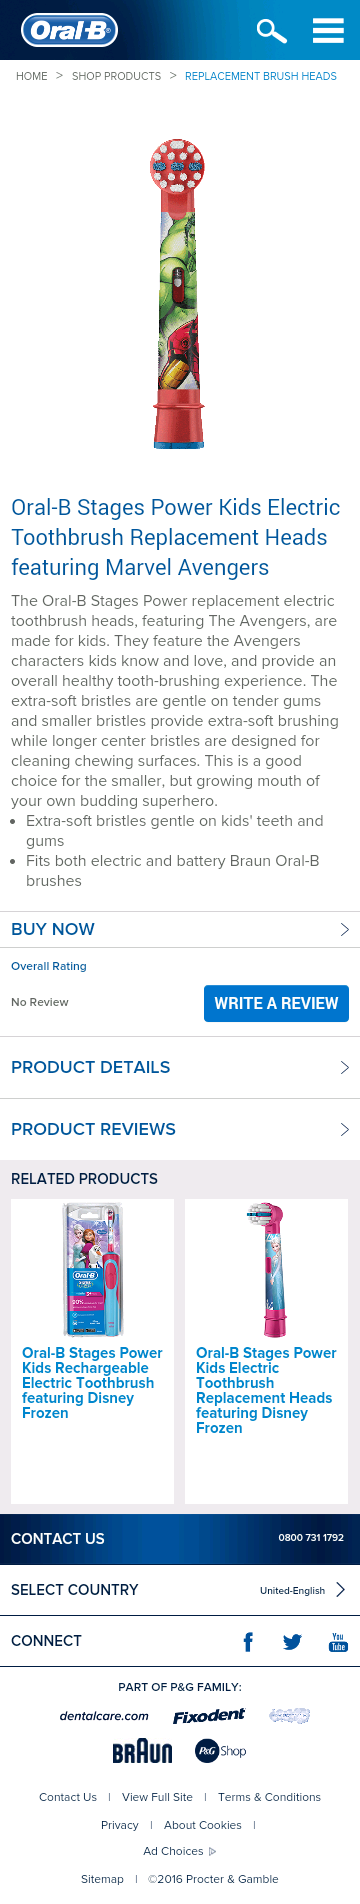 Oral-B
HOME > SHOP PRODUCTS > REPLACEMENT BRUSH HEADS
Oral-B Stages Power Kids Electric
Toothbrush Replacement Heads
featuring Marvel Avengers
The Oral-B Stages Power replacement electric
toothbrush heads, featuring The Avengers, are
made for kids. They feature the Avengers
characters kids know and love, and provide an
overall healthy tooth-brushing experience. The
extra-soft bristles are gentle on tender gums
and smaller bristles provide extra-soft brushing
while longer center bristles are designed for
cleaning chewing surfaces. This is a good
choice for the smaller, but growing mouth of
your own budding superhero.
• Extra-soft bristles gentle on kids' teeth and
gums
• Fits both electric and battery Braun Oral-B
brushes
BUY NOW
Overall Rating
No Review
WRITE A REVIEW
PRODUCT DETAILS
PRODUCT REVIEWS
RELATED PRODUCTS
Oral-B
Oral-B Stages Power
Kids Rechargeable
Electric Toothbrush
featuring Disney
Frozen
Oral-B Stages Power
Kids Electric
Toothbrush
Replacement Heads
featuring Disney
Frozen
CONTACT US 0800 731 1792
SELECT COUNTRY United-English
CONNECT
You
Tube
PART OF P&G FAMILY:
dentalcare.com Fixodent
BRAUN P&G Shop
Contact Us | View Full Site | Terms & Conditions
Privacy | About Cookies |
Ad Choices
Sitemap | ©2016 Procter & Gamble